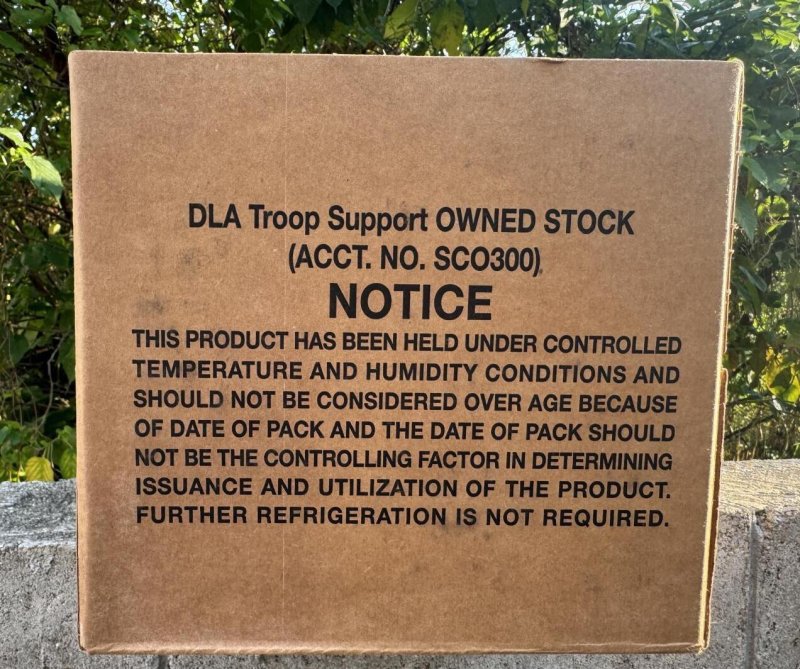 DLA Troop Support OWNED STOCK
(ACCT. NO. SCO300)
NOTICE
THIS PRODUCT HAS BEEN HELD UNDER CONTROLLED
TEMPERATURE AND HUMIDITY CONDITIONS AND
SHOULD NOT BE CONSIDERED OVER AGE BECAUSE
OF DATE OF PACK AND THE DATE OF PACK SHOULD
NOT BE THE CONTROLLING FACTOR IN DETERMINING
ISSUANCE AND UTILIZATION OF THE PRODUCT.
FURTHER REFRIGERATION IS NOT REQUIRED.